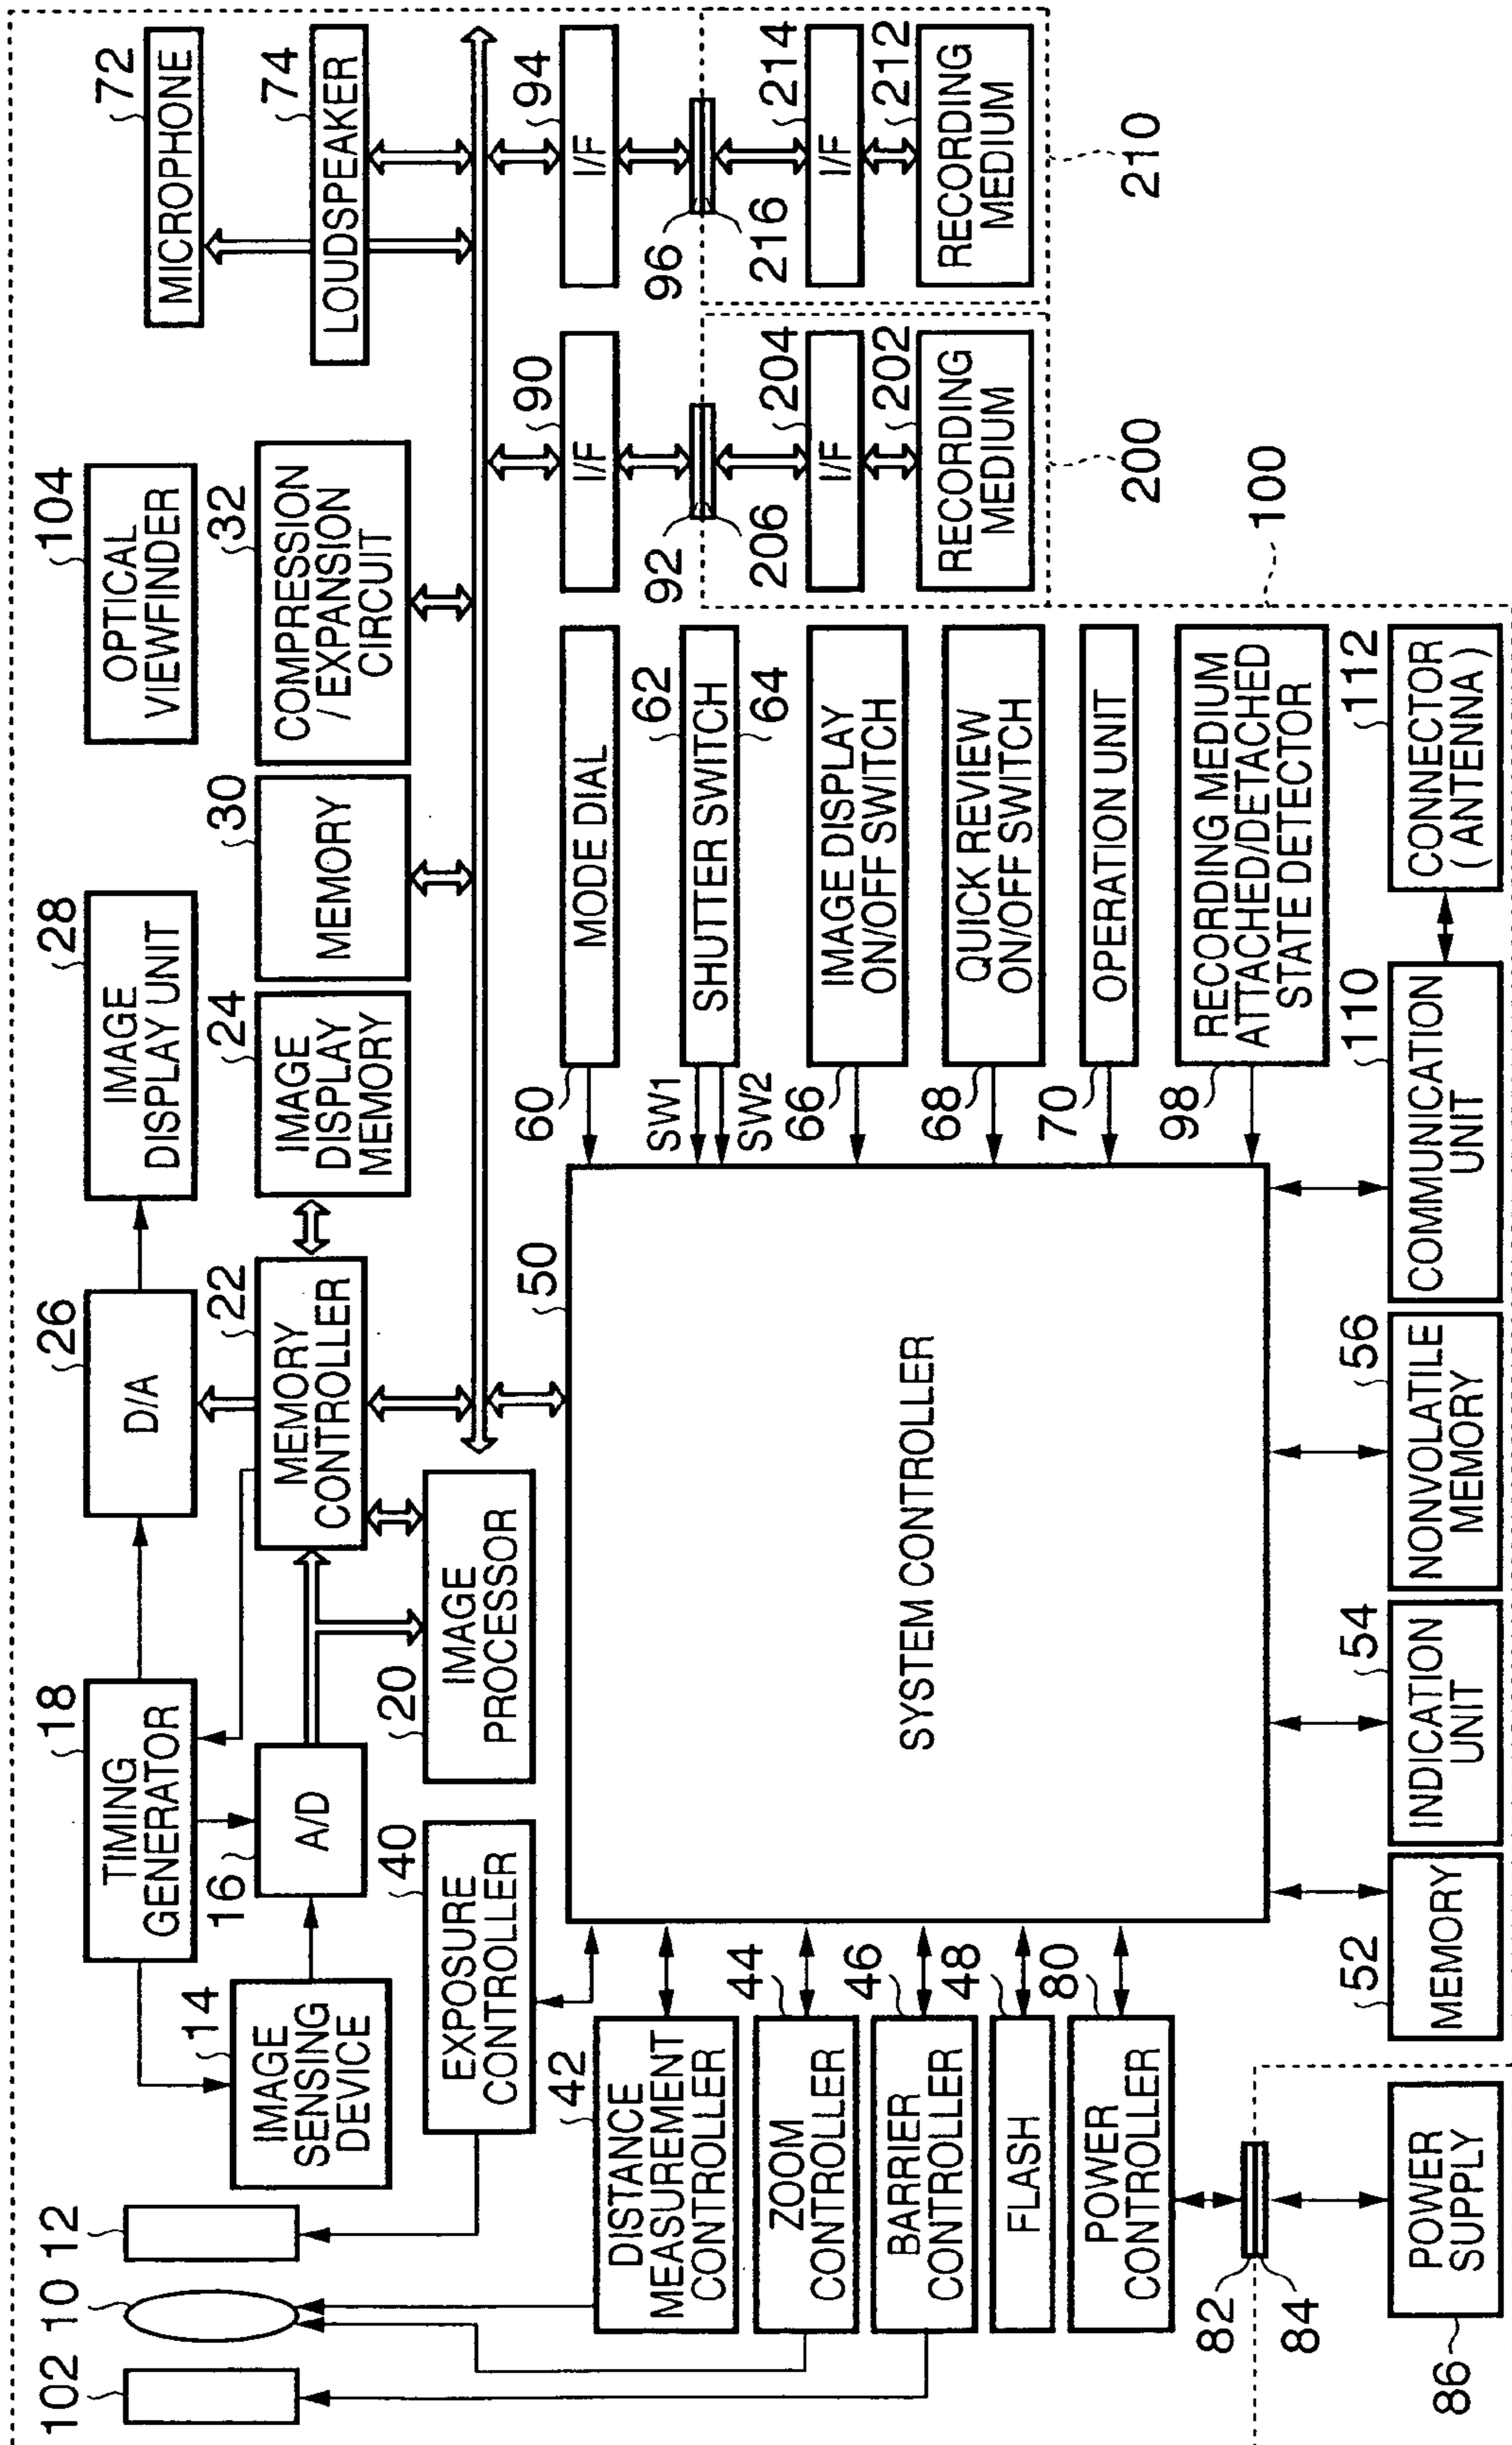 102
10
12
14
IMAGE
SENSING
DEVICE
18
TIMING
GENERATOR
16
A/D
26
D/A
22
MEMORY
CONTROLLER
20
IMAGE
PROCESSOR
28
IMAGE
DISPLAY UNIT
24
IMAGE
DISPLAY
MEMORY
30
MEMORY
104
OPTICAL
VIEWFINDER
32
COMPRESSION
/EXPANSION
CIRCUIT
72
MICROPHONE
74
LOUDSPEAKER
40
EXPOSURE
CONTROLLER
42
DISTANCE
MEASUREMENT
CONTROLLER
44
ZOOM
CONTROLLER
46
BARRIER
CONTROLLER
48
FLASH
80
POWER
CONTROLLER
82
84
86
POWER
SUPPLY
50
SYSTEM CONTROLLER
60
MODE DIAL
SW1
SW2
62
SHUTTER SWITCH
64
66
IMAGE DISPLAY
ON/OFF SWITCH
68
QUICK REVIEW
ON/OFF SWITCH
70
OPERATION UNIT
98
RECORDING MEDIUM
ATTACHED/DETACHED
STATE DETECTOR
90
I/F
92
206
204
I/F
202
RECORDING
MEDIUM
200
94
I/F
96
216
214
I/F
212
RECORDING
MEDIUM
210
100
52
MEMORY
54
INDICATION
UNIT
56
NONVOLATILE
MEMORY
110
COMMUNICATION
UNIT
112
CONNECTOR
(ANTENNA)